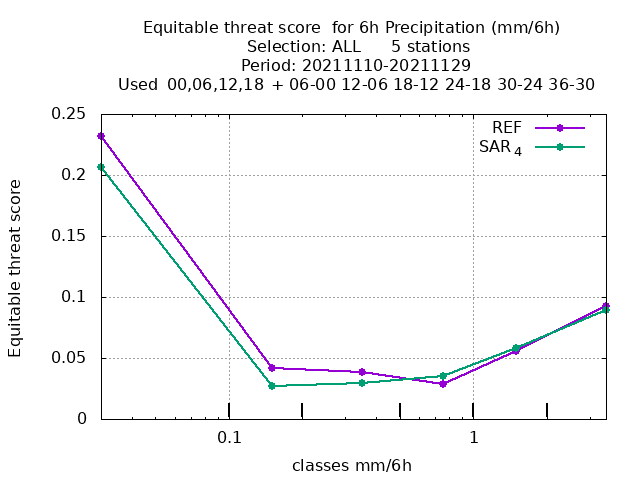 Equitable threat score  for 6h Precipitation (mm/6h)
Selection: ALL      5 stations
Period: 20211110-20211129
Used  00,06,12,18  + 06-00 12-06 18-12 24-18 30-24 36-30
0.25
REF
SAR 4
0.2
0.15
0.1
0.05
0
Equitable threat score
0.1
1
classes mm/6h